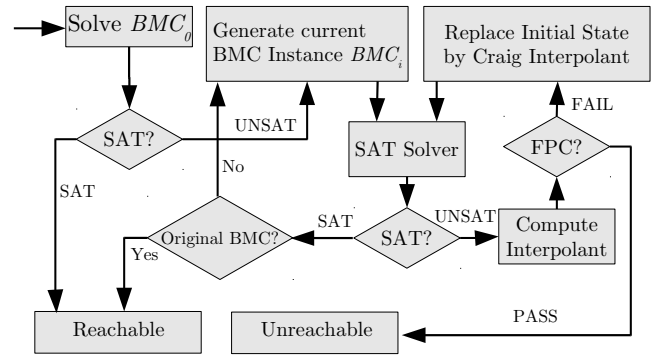 Solve BMC₀
Generate current
BMC Instance BMCᵢ
Replace Initial State
by Craig Interpolant
SAT?
UNSAT
SAT Solver
FAIL
FPC?
SAT
No
Original BMC?
SAT
SAT?
UNSAT
Compute
Interpolant
Yes
Reachable
Unreachable
PASS